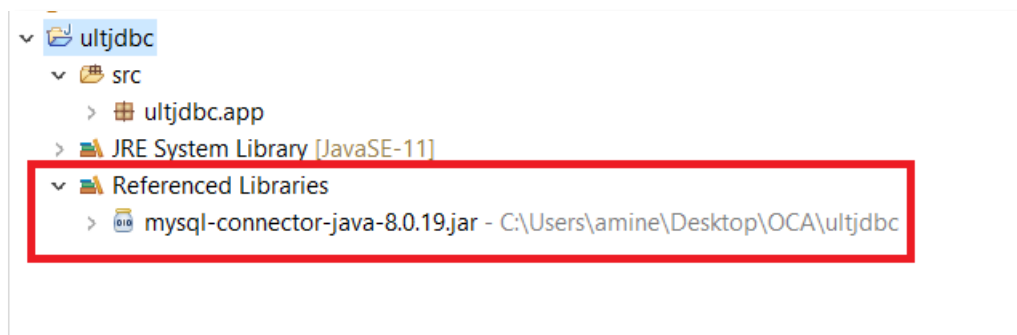 ultjdbc
src
ultjdbc.app
JRE System Library [JavaSE-11]
Referenced Libraries
mysql-connector-java-8.0.19.jar - C:\Users\amine\Desktop\OCA\ultjdbc